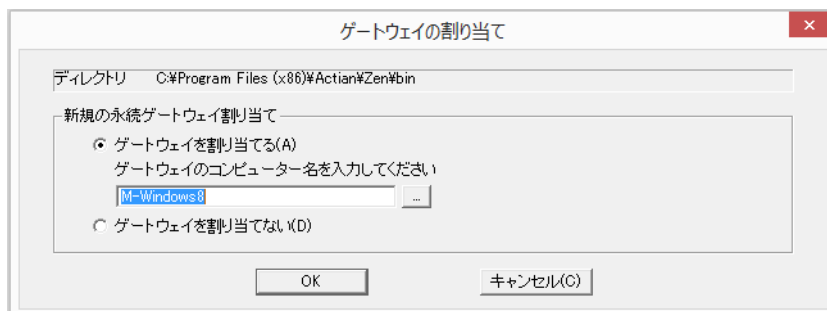 ゲートウェイの割り当て
ディレクトリ C:¥Program Files (x86)¥Actian¥Zen¥bin
新規の永続ゲートウェイ割り当て
ゲートウェイを割り当てる(A)
ゲートウェイのコンピューター名を入力してください
M-Windows8
...
ゲートウェイを割り当てない(D)
OK キャンセル(C)